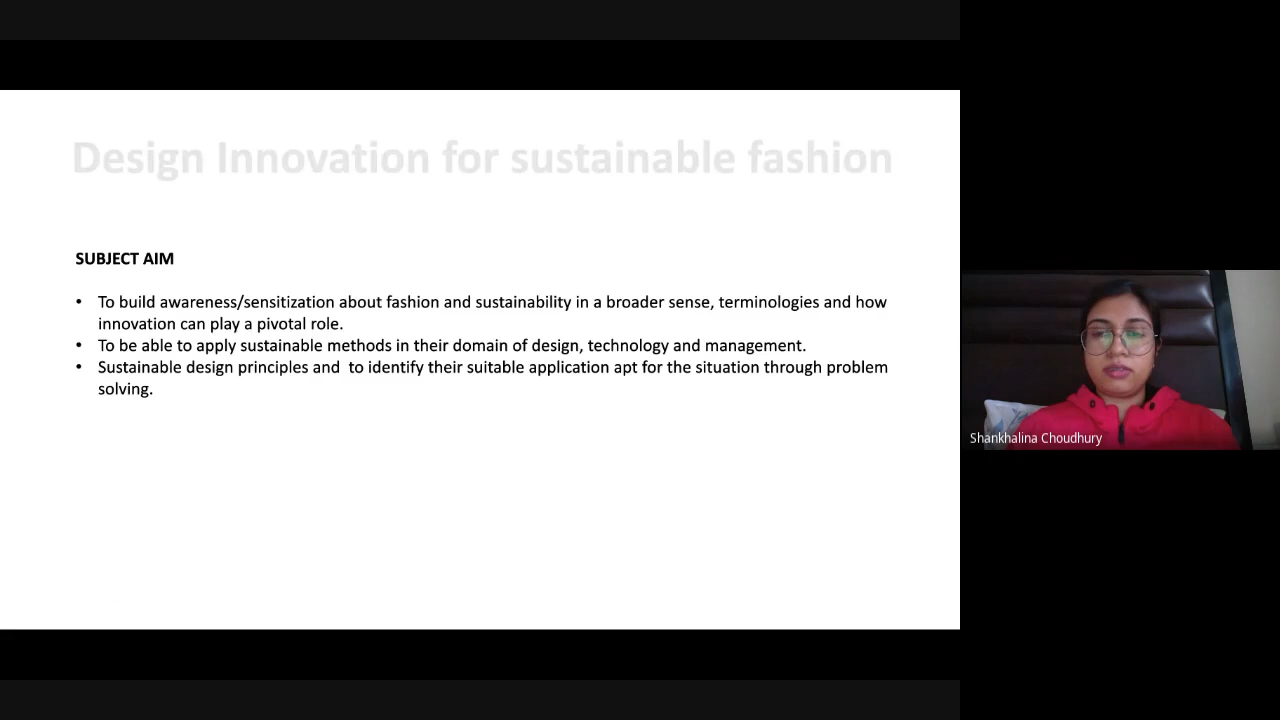 Design Innovation for sustainable fashion
SUBJECT AIM
• To build awareness/sensitization about fashion and sustainability in a broader sense, terminologies and how
innovation can play a pivotal role.
• To be able to apply sustainable methods in their domain of design, technology and management.
• Sustainable design principles and  to identify their suitable application apt for the situation through problem
solving.
Shankhalina Choudhury